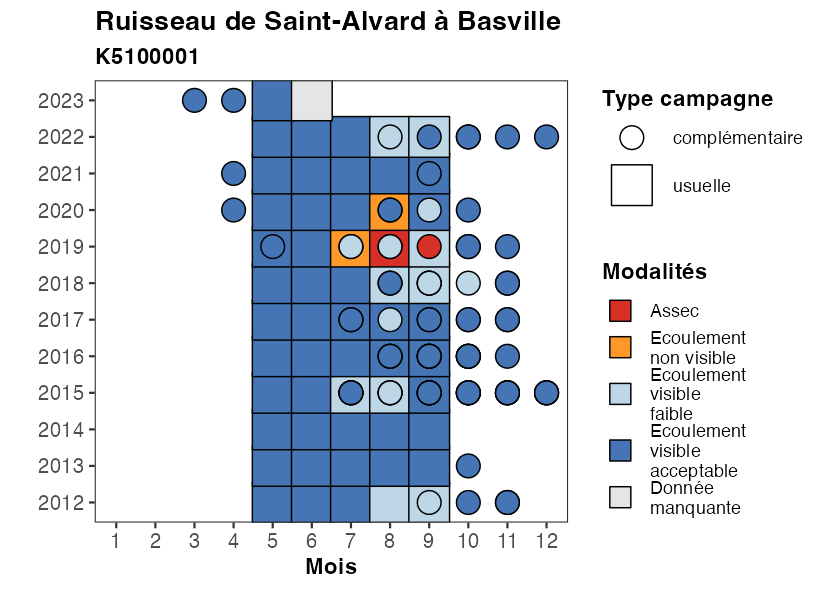 Ruisseau de Saint-Alvard à Basville
K5100001
2023
2022
2021
2020
2019
2018
2017
2016
2015
2014
2013
2012
1 2 3 4 5 6 7 8 9 10 11 12
Mois
Type campagne
complémentaire
usuelle
Modalités
Assec
Ecoulement
non visible
Ecoulement
visible
faible
Ecoulement
visible
acceptable
Donnée
manquante